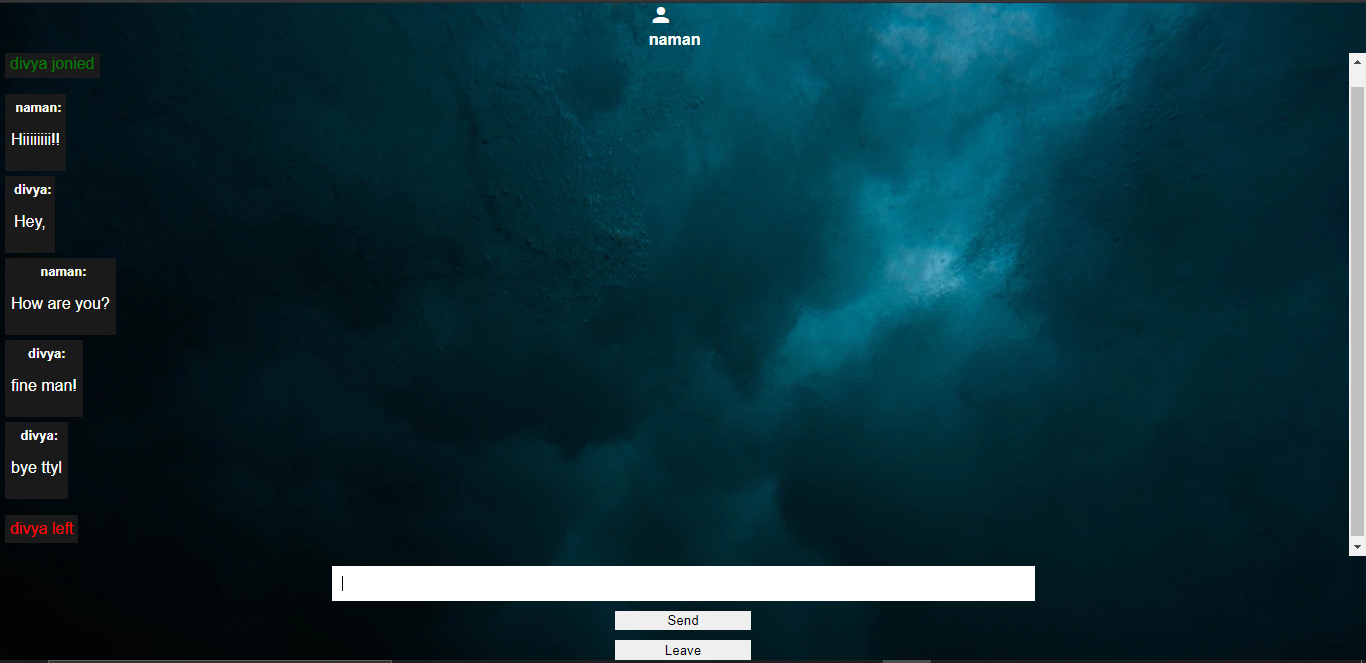 naman
divya jonied
naman:
Hiiiiiiii!!
divya:
Hey,
naman:
How are you?
divya:
fine man!
divya:
bye ttyl
divya left
Send
Leave